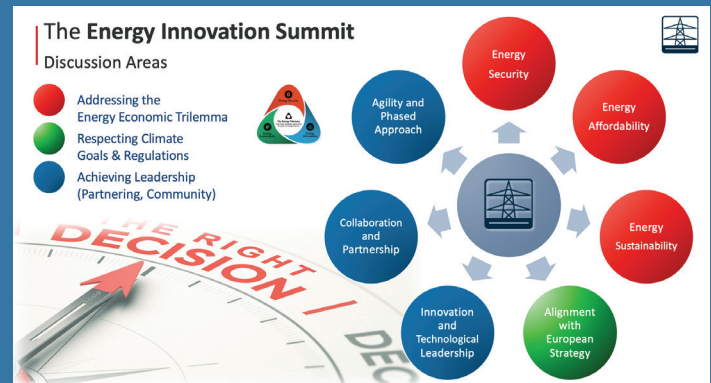 The Energy Innovation Summit
Discussion Areas
Addressing the
Energy Economic Trilemma
Respecting Climate
Goals & Regulations
Achieving Leadership
(Partnering, Community)
Energy
Security
Energy
Affordability
Energy
Sustainability
Alignment
with
European
Strategy
Innovation
and
Technological
Leadership
Collaboration
and
Partnership
Agility and
Phased
Approach
THE RIGHT
DECISION
DEC